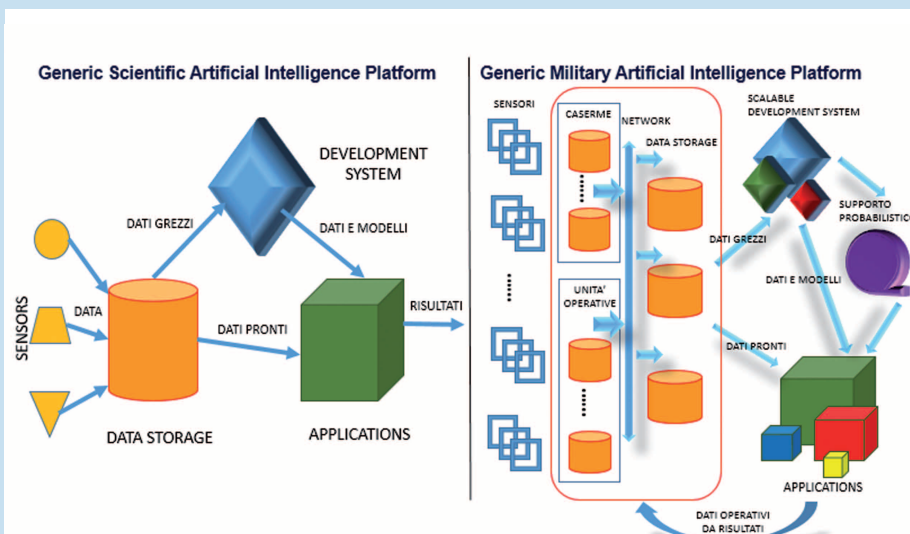 Generic Scientific Artificial Intelligence Platform
DEVELOPMENT
SYSTEM
DATI GREZZI
DATI E MODELLI
RISULTATI
DATA
SENSORS
DATI PRONTI
DATA STORAGE
APPLICATIONS
Generic Military Artificial Intelligence Platform
SENSORI
CASERME
NETWORK
DATA STORAGE
SCALABLE
DEVELOPMENT SYSTEM
SUPPORTO
PROBABILISTICO
DATI GREZZI
DATI E MODELLI
UNITA'
OPERATIVE
DATI PRONTI
APPLICATIONS
DATI OPERATIVI
DA RISULTATI